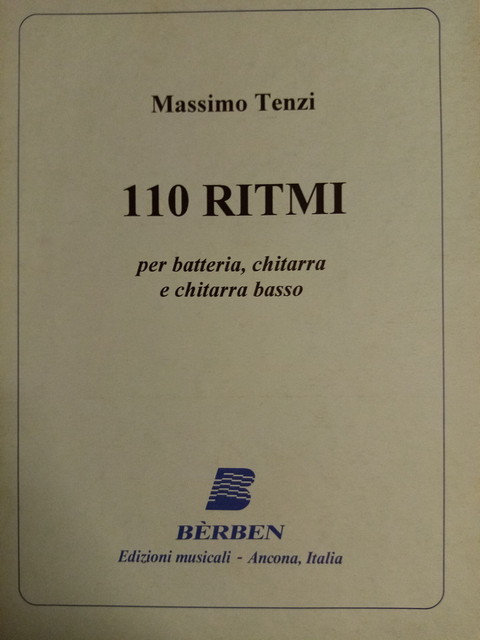 Massimo Tenzi
110 RITMI
per batteria, chitarra
e chitarra basso
B
BÈRBEN
Edizioni musicali - Ancona, Italia